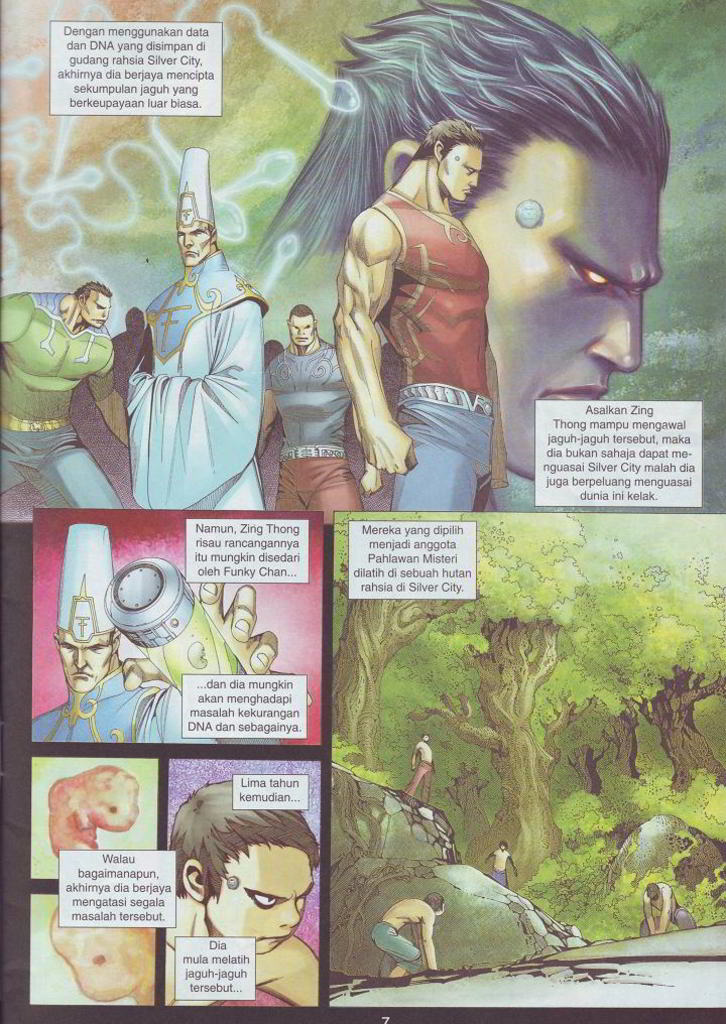 Dengan menggunakan data
dan DNA yang disimpan di
gudang rahsia Silver City,
akhirnya dia berjaya mencipta
sekumpulan jaguh yang
berkeupayaan luar biasa.
Asalkan Zing
Thong mampu mengawal
jaguh-jaguh tersebut, maka
dia bukan sahaja dapat me-
nguasai Silver City malah dia
juga berpeluang menguasai
dunia ini kelak.
Namun, Zing Thong
risau rancangannya
itu mungkin disedari
oleh Funky Chan...
...dan dia mungkin
akan menghadapi
masalah kekurangan
DNA dan sebagainya.
Mereka yang dipilih
menjadi anggota
Pahlawan Misteri
dilatih di sebuah hutan
rahsia di Silver City.
Walau
bagaimanapun,
akhirnya dia berjaya
mengatasi segala
masalah tersebut.
Lima tahun
kemudian...
Dia
mula melatih
jaguh-jaguh
tersebut...
7